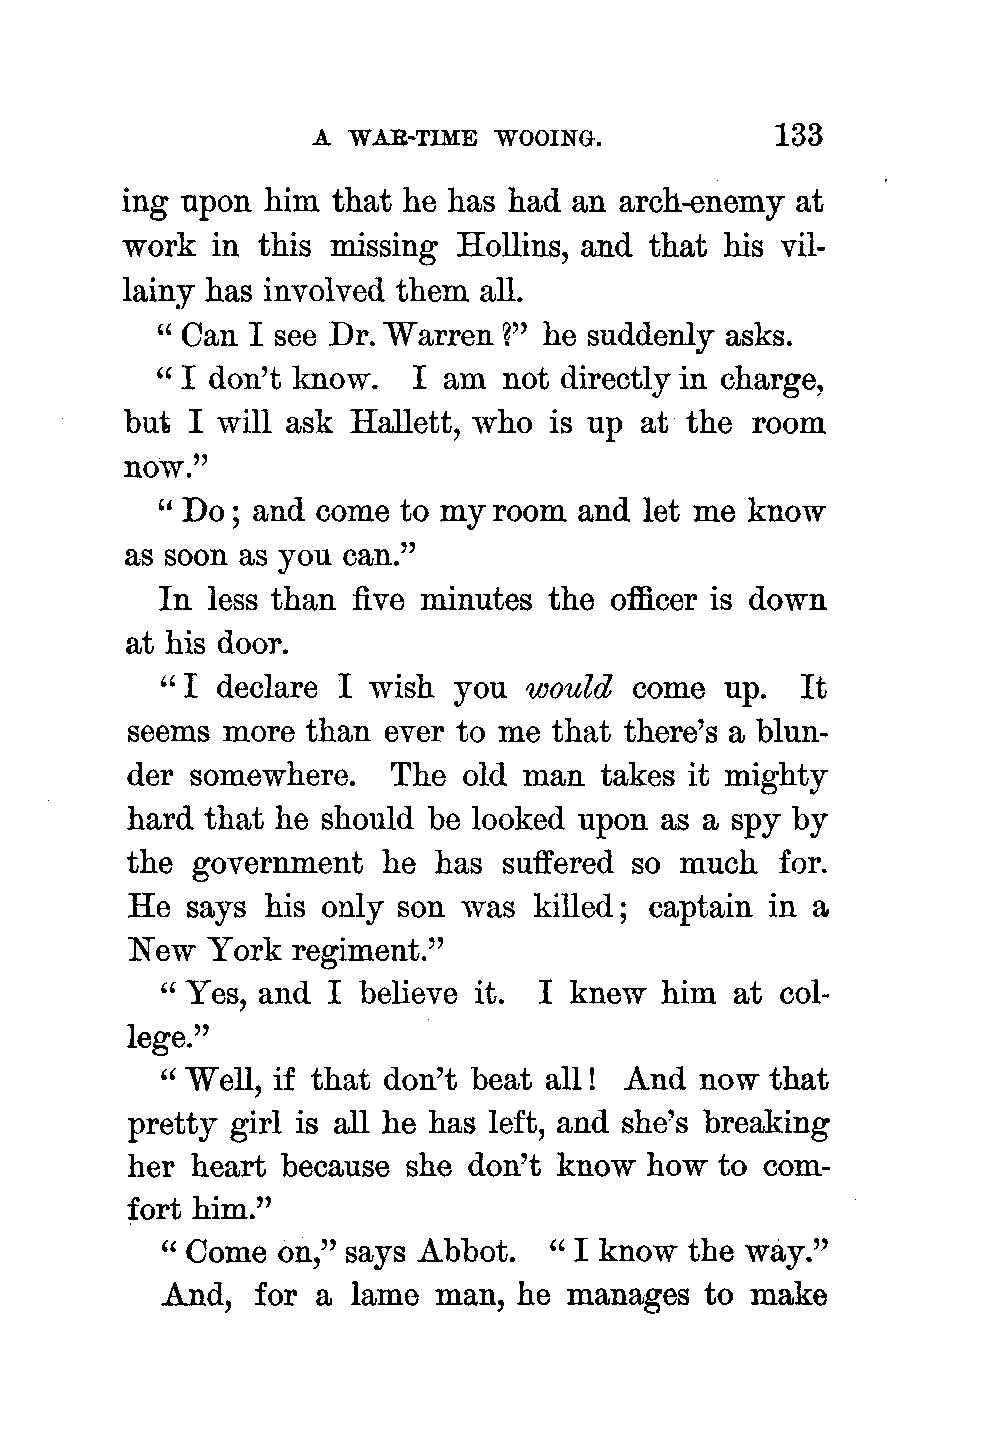 A WAR-TIME WOOING. 133
ing upon him that he has had an arch-enemy at
work in this missing Hollins, and that his vil-
lainy has involved them all.
“ Can I see Dr. Warren ?” he suddenly asks.
“ I don’t know. I am not directly in charge,
but I will ask Hallett, who is up at the room
now.”
“ Do ; and come to my room and let me know
as soon as you can.”
In less than five minutes the officer is down
at his door.
“ I declare I wish you would come up. It
seems more than ever to me that there’s a blun-
der somewhere. The old man takes it mighty
hard that he should be looked upon as a spy by
the government he has suffered so much for.
He says his only son was killed ; captain in a
New York regiment.”
“ Yes, and I believe it. I knew him at col-
lege.”
“ Well, if that don’t beat all ! And now that
pretty girl is all he has left, and she’s breaking
her heart because she don’t know how to com-
fort him.”
“ Come on,” says Abbot. “ I know the way.”
And, for a lame man, he manages to make